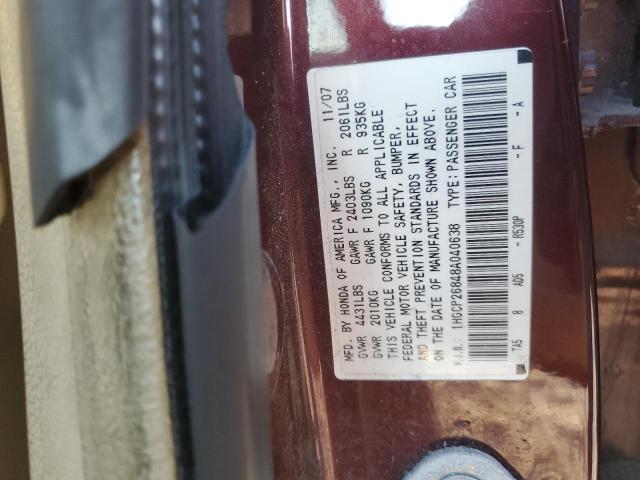 MFD. BY HONDA OF AMERICA MFG., INC. 11/07
GVWR 4431LBS GAWR F 2403LBS R 2061LBS
GVWR 2010KG GAWR F 1090KG R 935KG
THIS VEHICLE CONFORMS TO ALL APPLICABLE
FEDERAL MOTOR VEHICLE SAFETY, BUMPER,
AND THEFT PREVENTION STANDARDS IN EFFECT
ON THE DATE OF MANUFACTURE SHOWN ABOVE.
V.I.N.: 1HGCP26848A040638 TYPE: PASSENGER CAR
TA5 8 AD5 - R530P - F - A